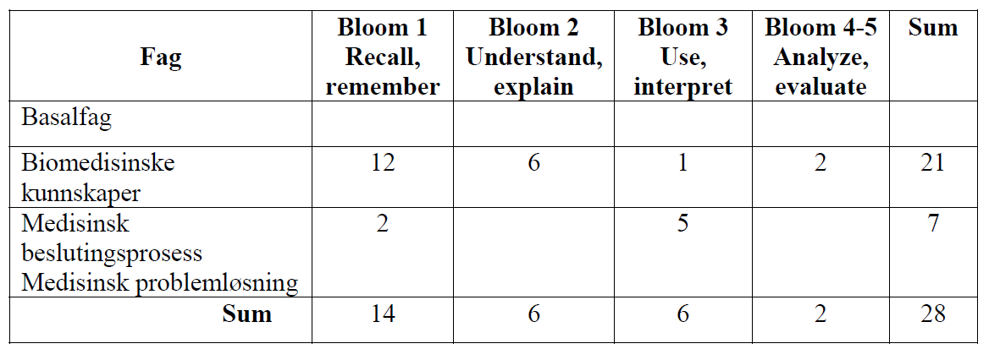 Fag Bloom 1 Recall, remember Bloom 2 Understand, explain Bloom 3 Use, interpret Bloom 4-5 Analyze, evaluate Sum
Basalfag
Biomedisinske kunnskaper 12 6 1 2 21
Medisinsk beslutingsprosess Medisinsk problemløsning 2 5 7
Sum 14 6 6 2 28